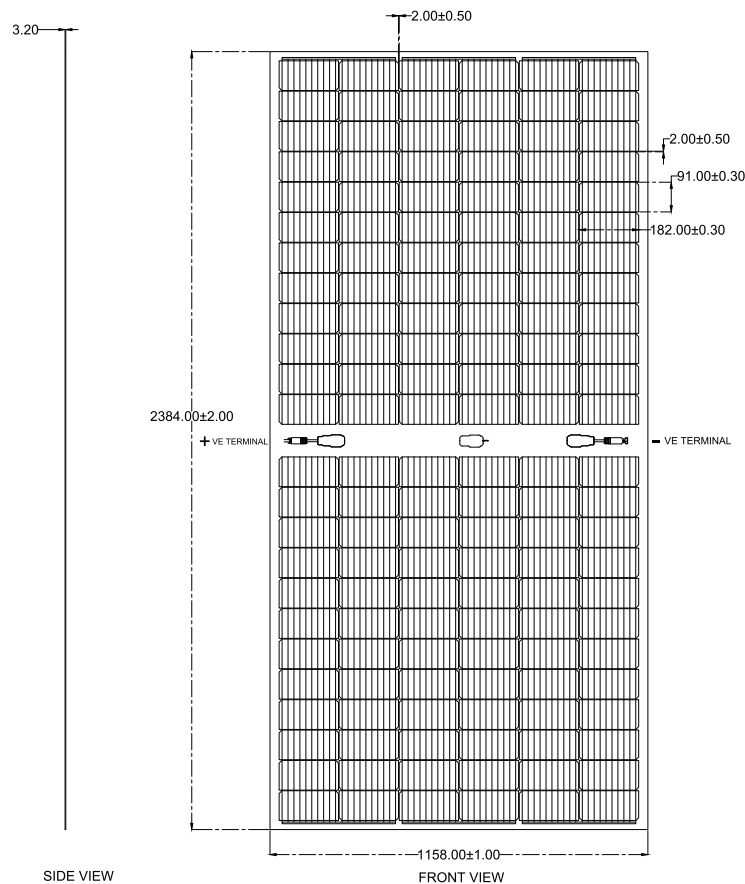 2.00±0.50
3.20
2.00±0.50
91.00±0.30
182.00±0.30
2384.00±2.00
+ VE TERMINAL
- VE TERMINAL
1158.00±1.00
SIDE VIEW
FRONT VIEW